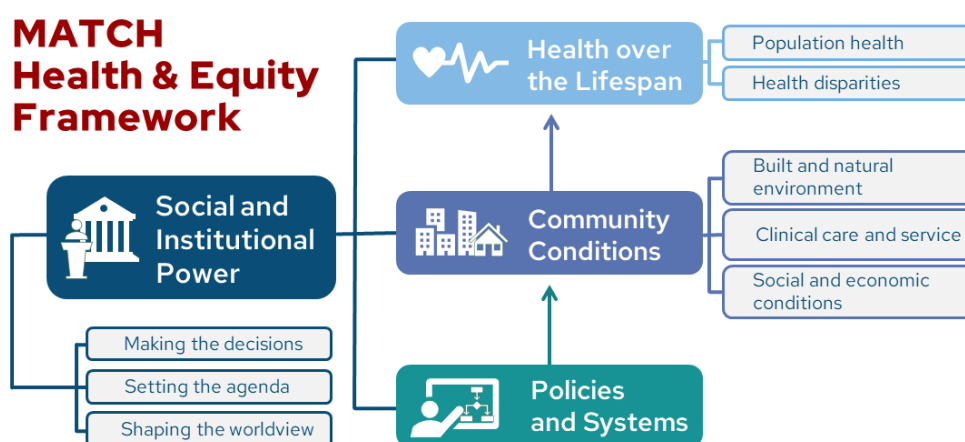 MATCH
Health & Equity
Framework
Social and
Institutional
Power
Making the decisions
Setting the agenda
Shaping the worldview
Health over
the Lifespan
Population health
Health disparities
Community
Conditions
Built and natural
environment
Clinical care and service
Social and economic
conditions
Policies
and Systems